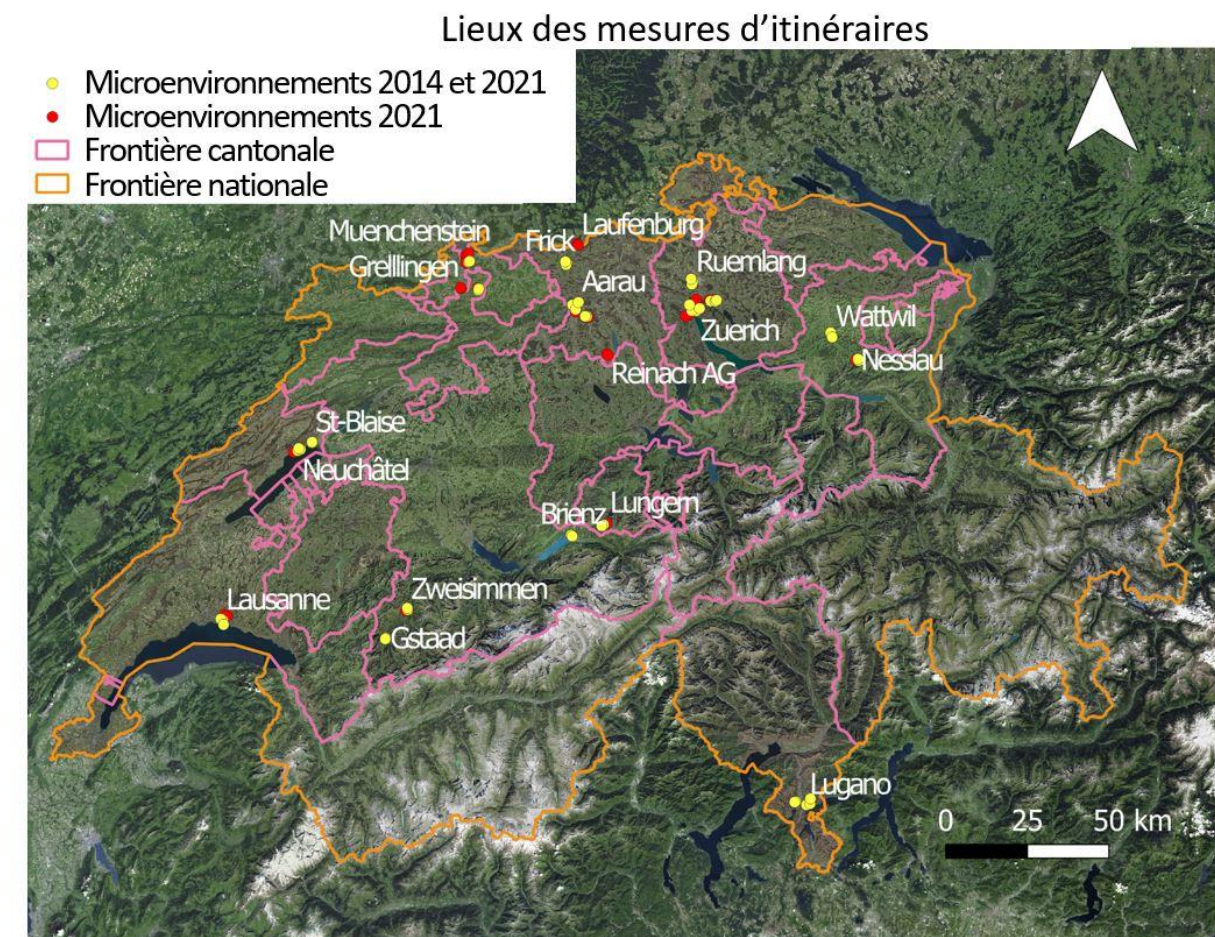 Lieux des mesures d’itinéraires
Microenvironnements 2014 et 2021
Microenvironnements 2021
Frontière cantonale
Frontière nationale
Laufenburg
Muenchenstein
Frick
Grelllingen
Ruemlang
Aarau
Wattwil
Zuerich
Nesslau
Reinach AG
St-Blaise
Neuchâtel
Lungern
Brienz
Zweisimmen
Lausanne
Gstaad
Lugano
0 25 50 km